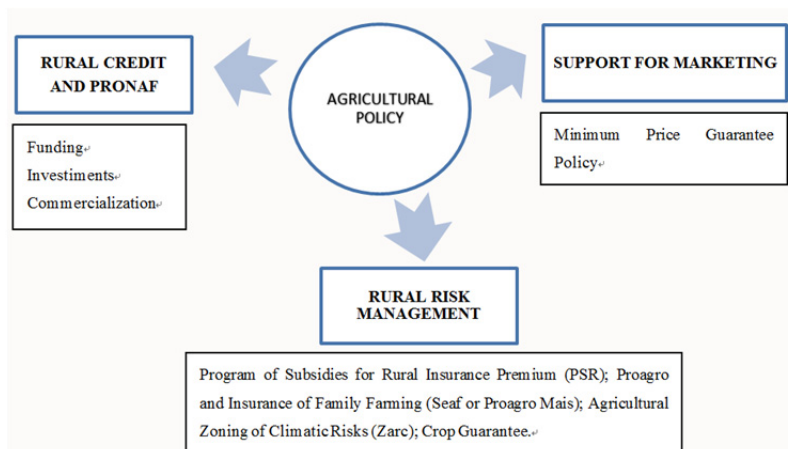 RURAL CREDIT
AND PRONAF
Funding↵
Investiments↵
Commercialization↵
AGRICULTURAL
POLICY
SUPPORT FOR MARKETING
Minimum Price Guarantee
Policy↵
RURAL RISK
MANAGEMENT
Program of Subsidies for Rural Insurance Premium (PSR); Proagro
and Insurance of Family Farming (Seaf or Proagro Mais); Agricultural
Zoning of Climatic Risks (Zarc); Crop Guarantee.↵